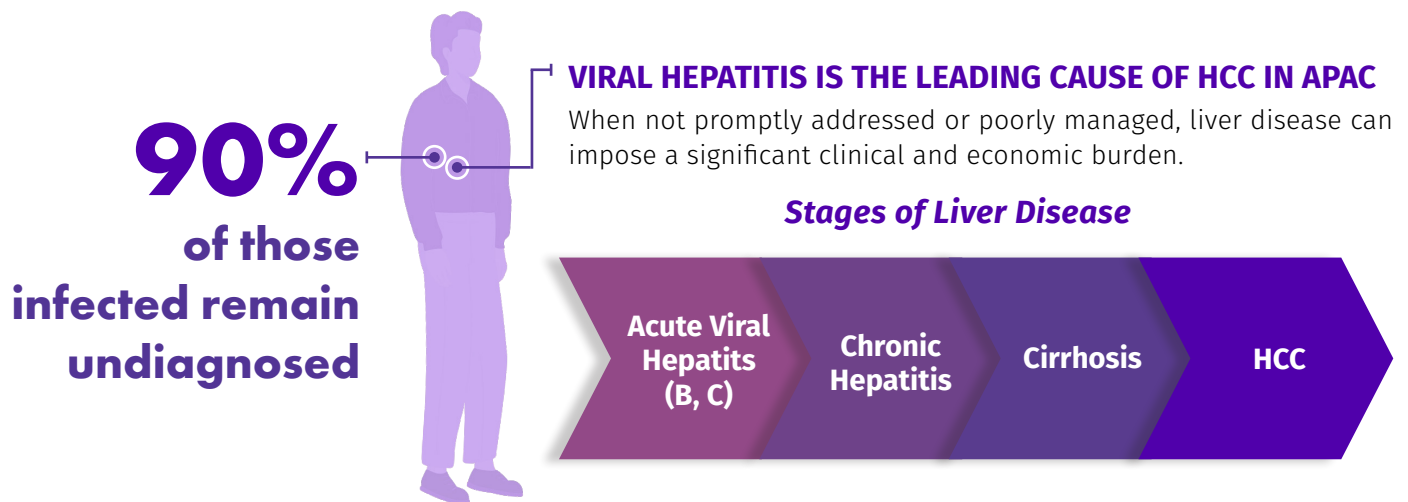 90%
of those
infected remain
undiagnosed
VIRAL HEPATITIS IS THE LEADING CAUSE OF HCC IN APAC
When not promptly addressed or poorly managed, liver disease can
impose a significant clinical and economic burden.
Stages of Liver Disease
Acute Viral
Hepatits
(B, C)
Chronic
Hepatitis
Cirrhosis
HCC